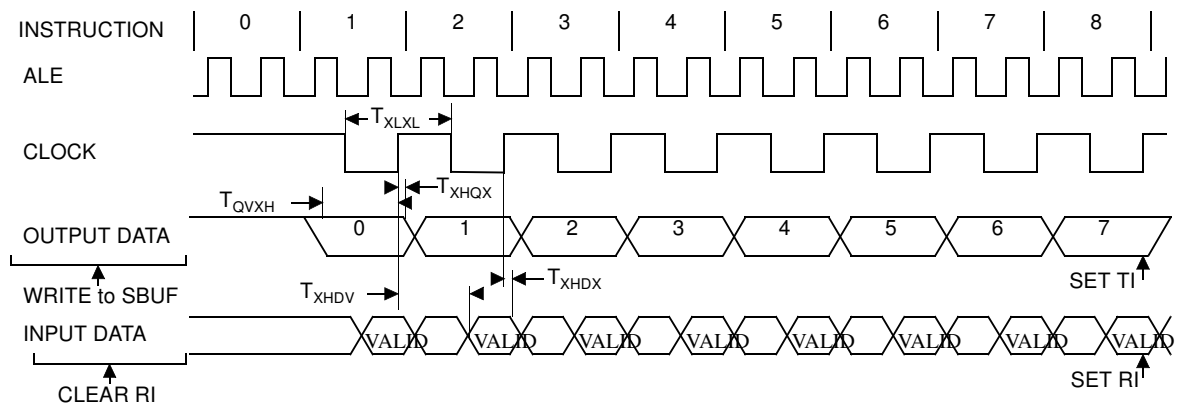 INSTRUCTION 0 1 2 3 4 5 6 7 8
ALE
TXLXL
CLOCK
TXHQX
TQVXH
OUTPUT DATA 0 1 2 3 4 5 6 7
WRITE to SBUF
TXHDV
TXHDX
SET TI
INPUT DATA VALID VALID VALID VALID VALID VALID VALID VALID
CLEAR RI
SET RI